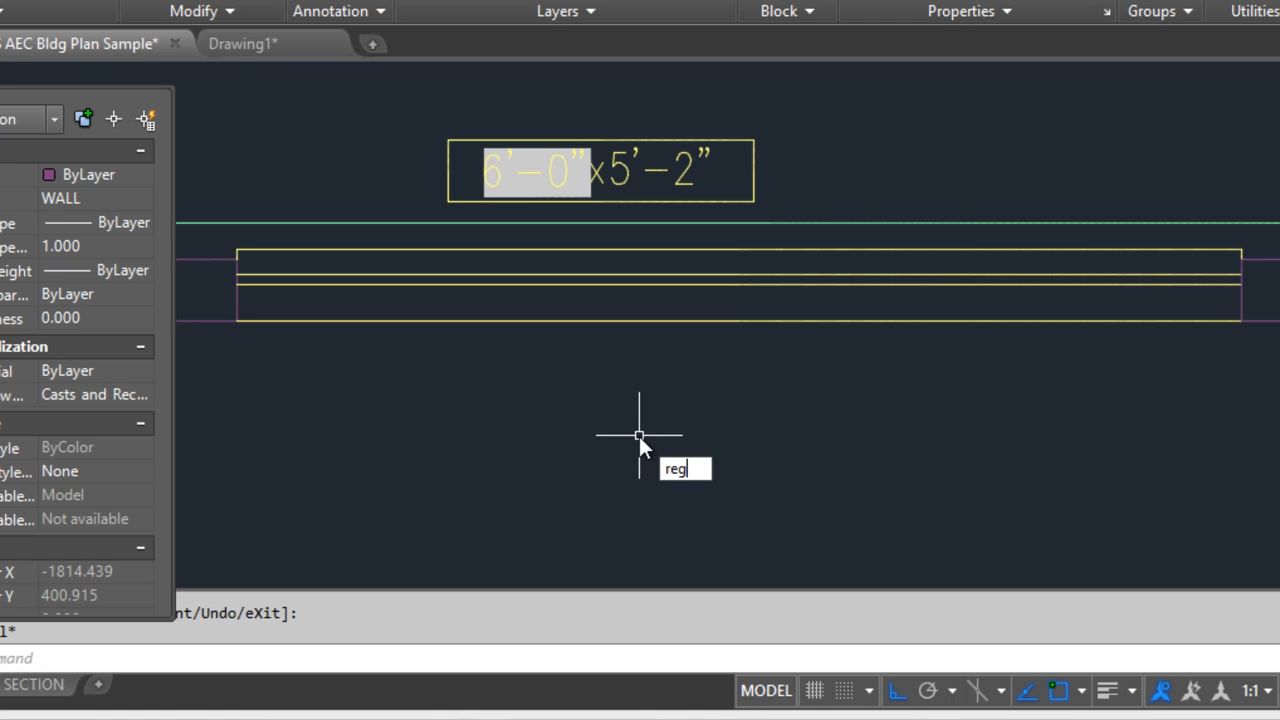 Modify Annotation Layers Block Properties Groups Utilities
AEC Bldg Plan Sample* Drawing1*
on
ByLayer
WALL
pe ByLayer
pe... 1.000
eight ByLayer
par... ByLayer
ness 0.000
lization
ial ByLayer
w... Casts and Rec...
yle ByColor
tyle... None
able... Model
able... Not available
r X -1814.439
r Y 400.915
6'-0"x5'-2"
reg
nt/Undo/eXit]:
l*
mand
SECTION MODEL 1:1